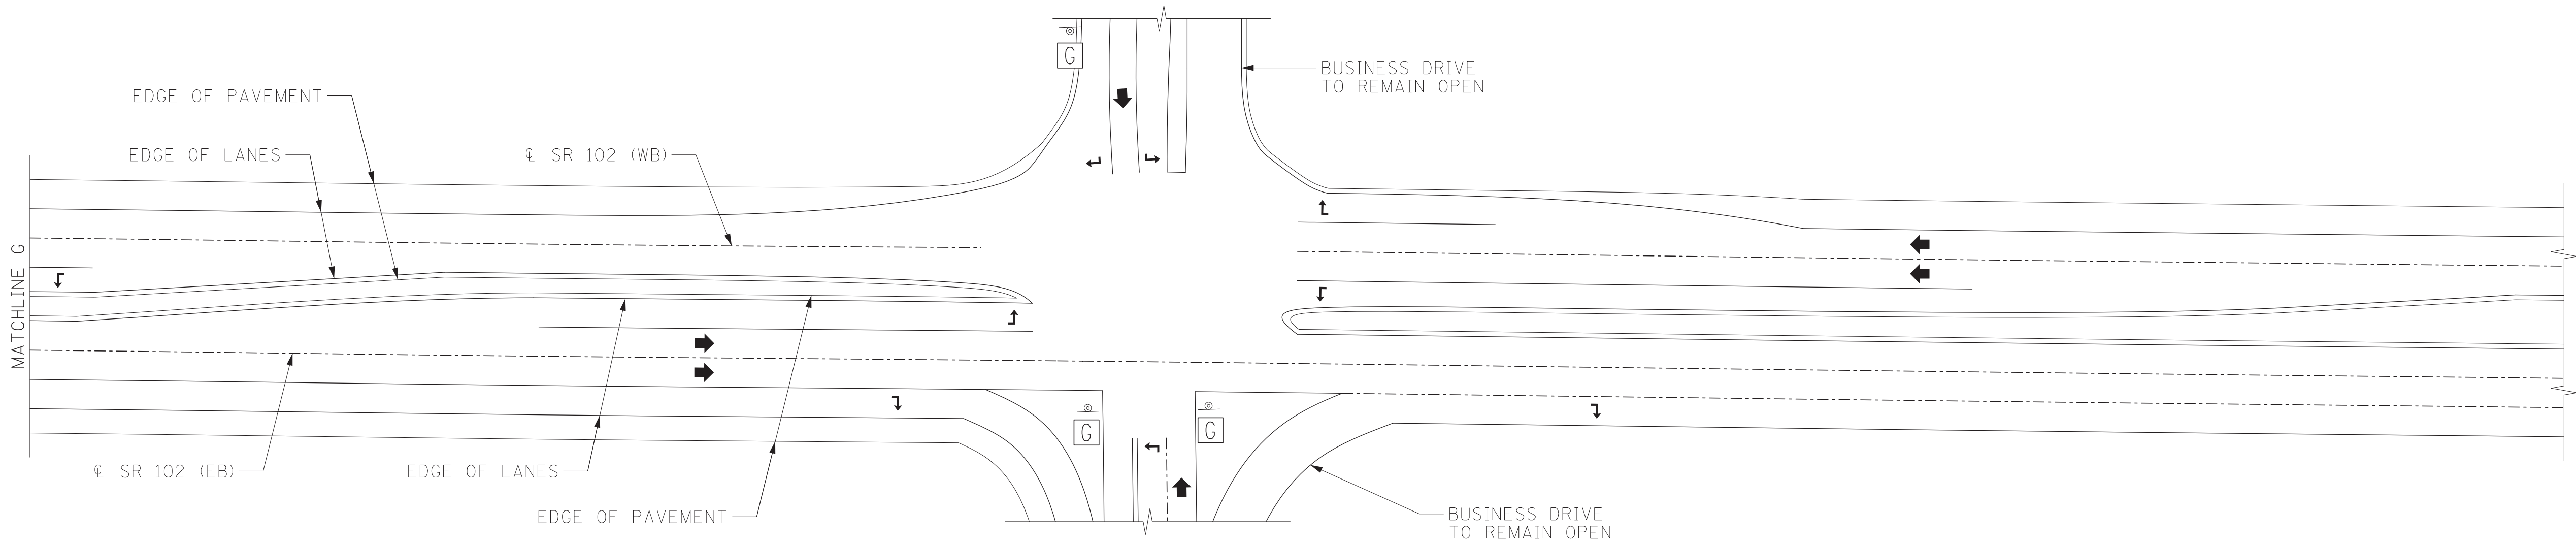 G
BUSINESS DRIVE
TO REMAIN OPEN
EDGE OF PAVEMENT
EDGE OF LANES
℄ SR 102 (WB)
MATCHLINE G
G
G
℄ SR 102 (EB)
EDGE OF LANES
EDGE OF PAVEMENT
BUSINESS DRIVE
TO REMAIN OPEN